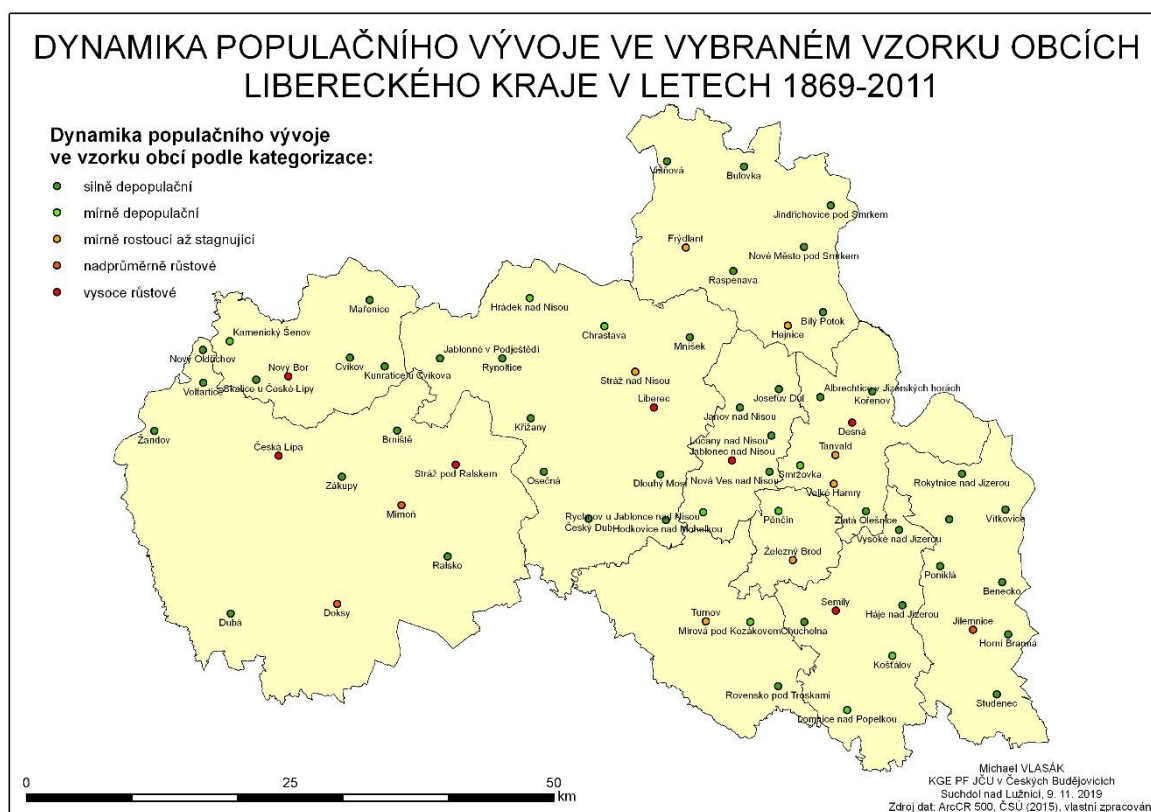 DYNAMIKA POPULAČNÍHO VÝVOJE VE VYBRANÉM VZORKU OBCÍCH
LIBERECKÉHO KRAJE V LETECH 1869-2011
Dynamika populačního vývoje
ve vzorku obcí podle kategorizace:
silně depopulační
mírně depopulační
mírně rostoucí až stagnující
nadprůměrně růstové
vysoce růstové
Višňová
Bulovka
Jindřichovice pod Smrkem
Frýdlant
Nové Město pod Smrkem
Raspenava
Mařenice
Hrádek nad Nisou
Bílý Potok
Hejnice
Chrastava
Kamenický Šenov
Mníšek
Nový Oldřichov
Jablonné v Podještědí
Rynoltice
Nový Bor
Cvikov
Kunratice u Cvikova
Skalice u České Lípy
Volfartice
Stráž nad Nisou
Liberec
Josefův Důl
Albrechtice v Jizerských horách
Kořenov
Janov nad Nisou
Desná
Žandov
Česká Lípa
Brniště
Křižany
Lučany nad Nisou
Jablonec nad Nisou
Tanvald
Stráž pod Ralskem
Zákupy
Osečná
Dlouhý Most
Nová Ves nad Nisou
Smržovka
Rokytnice nad Jizerou
Velké Hamry
Mimoň
Rychnov u Jablonce nad Nisou
Český Dub
Hodkovice nad Mohelkou
Pěnčín
Zlatá Olešnice
Vítkovice
Vysoké nad Jizerou
Ralsko
Železný Brod
Poniklá
Benecko
Doksy
Dubá
Semily
Háje nad Jizerou
Turnov
Mírová pod Kozákovem
Chuchelna
Jilemnice
Horní Branná
Košťálov
Rovensko pod Troskami
Studenec
Lomnice nad Popelkou
0 25 50
km
Michael VLASÁK
KGE PF JČU v Českých Budějovicích
Suchdol nad Lužnicí, 9. 11. 2019
Zdroj dat: ArcCR 500, ČSÚ (2015), vlastní zpracován